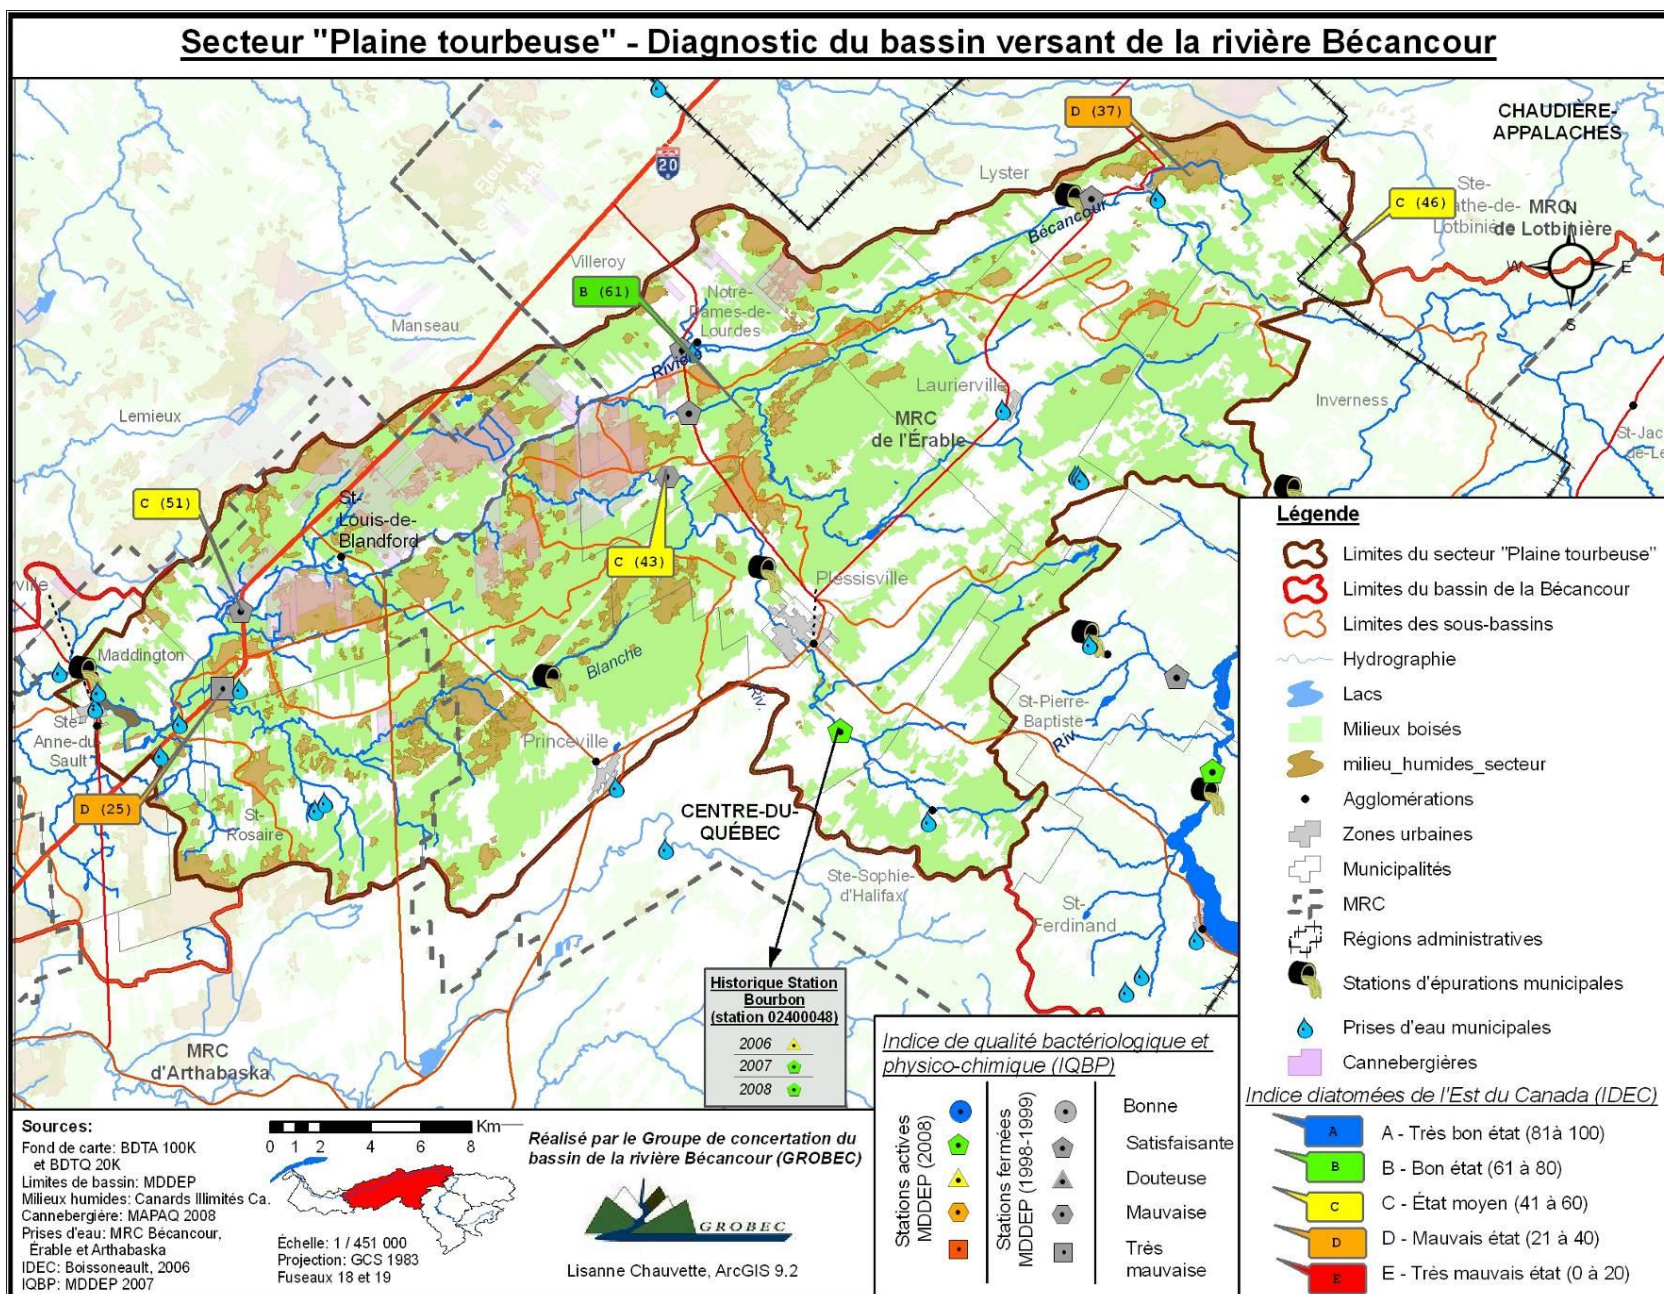 Secteur "Plaine tourbeuse" - Diagnostic du bassin versant de la rivière Bécancour
D (37)
CHAUDIÈRE-
APPALACHES
20
Lyster
Ste-
C (46)
MRC
N
de Lotbinière
W
E
S
Bécancour
Villeroy
B (61)
Notre-
Dames-de-
Lourdes
Manseau
Rivière
Laurierville
Lemieux
MRC
de l'Érable
Inverness
C (51)
St-
Louis-de-
Blandford
C (43)
Plessisville
Maddington
Blanche
Riv.
Ste-
Anne-du-
Sault
Princeville
St-Pierre-
Baptiste
Riv.
D (25)
St-
Rosaire
CENTRE-DU-
QUÉBEC
Ste-Sophie-
d'Halifax
St-
Ferdinand
MRC
d'Arthabaska
Historique Station
Bourbon
(station 02400048)
2006
2007
2008
Légende
Limites du secteur "Plaine tourbeuse"
Limites du bassin de la Bécancour
Limites des sous-bassins
Hydrographie
Lacs
Milieux boisés
milieu_humides_secteur
Agglomérations
Zones urbaines
Municipalités
MRC
Régions administratives
Stations d'épurations municipales
Prises d'eau municipales
Cannebergières
Indice diatomées de l'Est du Canada (IDEC)
A A - Très bon état (81à 100)
B B - Bon état (61 à 80)
C C - État moyen (41 à 60)
D D - Mauvais état (21 à 40)
E E - Très mauvais état (0 à 20)
Indice de qualité bactériologique et
physico-chimique (IQBP)
Stations actives
MDDEP (2008)
Stations fermées
MDDEP (1998-1999)
Bonne
Satisfaisante
Douteuse
Mauvaise
Très
mauvaise
Sources:
Fond de carte: BDTA 100K
et BDTQ 20K
Limites de bassin: MDDEP
Milieux humides: Canards Illimités Ca.
Cannebergière: MAPAQ 2008
Prises d'eau: MRC Bécancour,
Érable et Arthabaska
IDEC: Boissoneault, 2006
IQBP: MDDEP 2007
0 1 2 4 6 8 Km
Échelle: 1 / 451 000
Projection: GCS 1983
Fuseaux 18 et 19
Réalisé par le Groupe de concertation du
bassin de la rivière Bécancour (GROBEC)
GROBEC
Lisanne Chauvette, ArcGIS 9.2